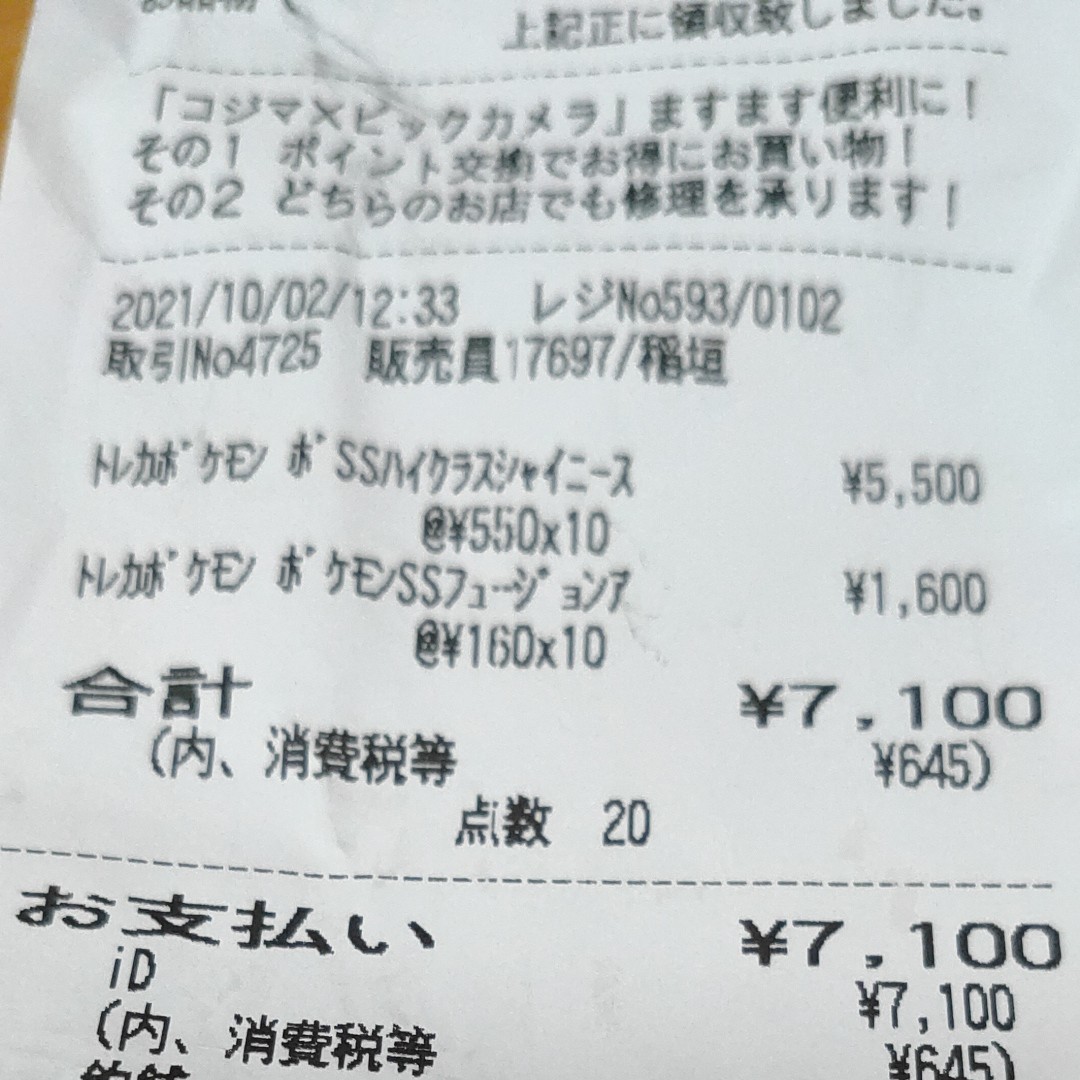 上記正に領収致しました。
「コジマ×ビックカメラ」ますます便利に！
その1 ポイント交換でお得にお買い物！
その2 どちらのお店でも修理を承ります！
2021/10/02/12:33 レジNo593/0102
取引No4725 販売員17697/稲垣
ﾄﾚｶﾎﾟｹﾓﾝ ﾎﾟSSﾊｲｸﾗｽｼｬｲﾆｰｽ ¥5,500
@¥550x10
ﾄﾚｶﾎﾟｹﾓﾝ ﾎﾟｹﾓﾝSSﾌｭｰｼﾞｮﾝｱ ¥1,600
@¥160x10
合計 ¥7,100
(内、消費税等 ¥645)
点数 20
お支払い ¥7,100
iD ¥7,100
(内、消費税等 ¥645)